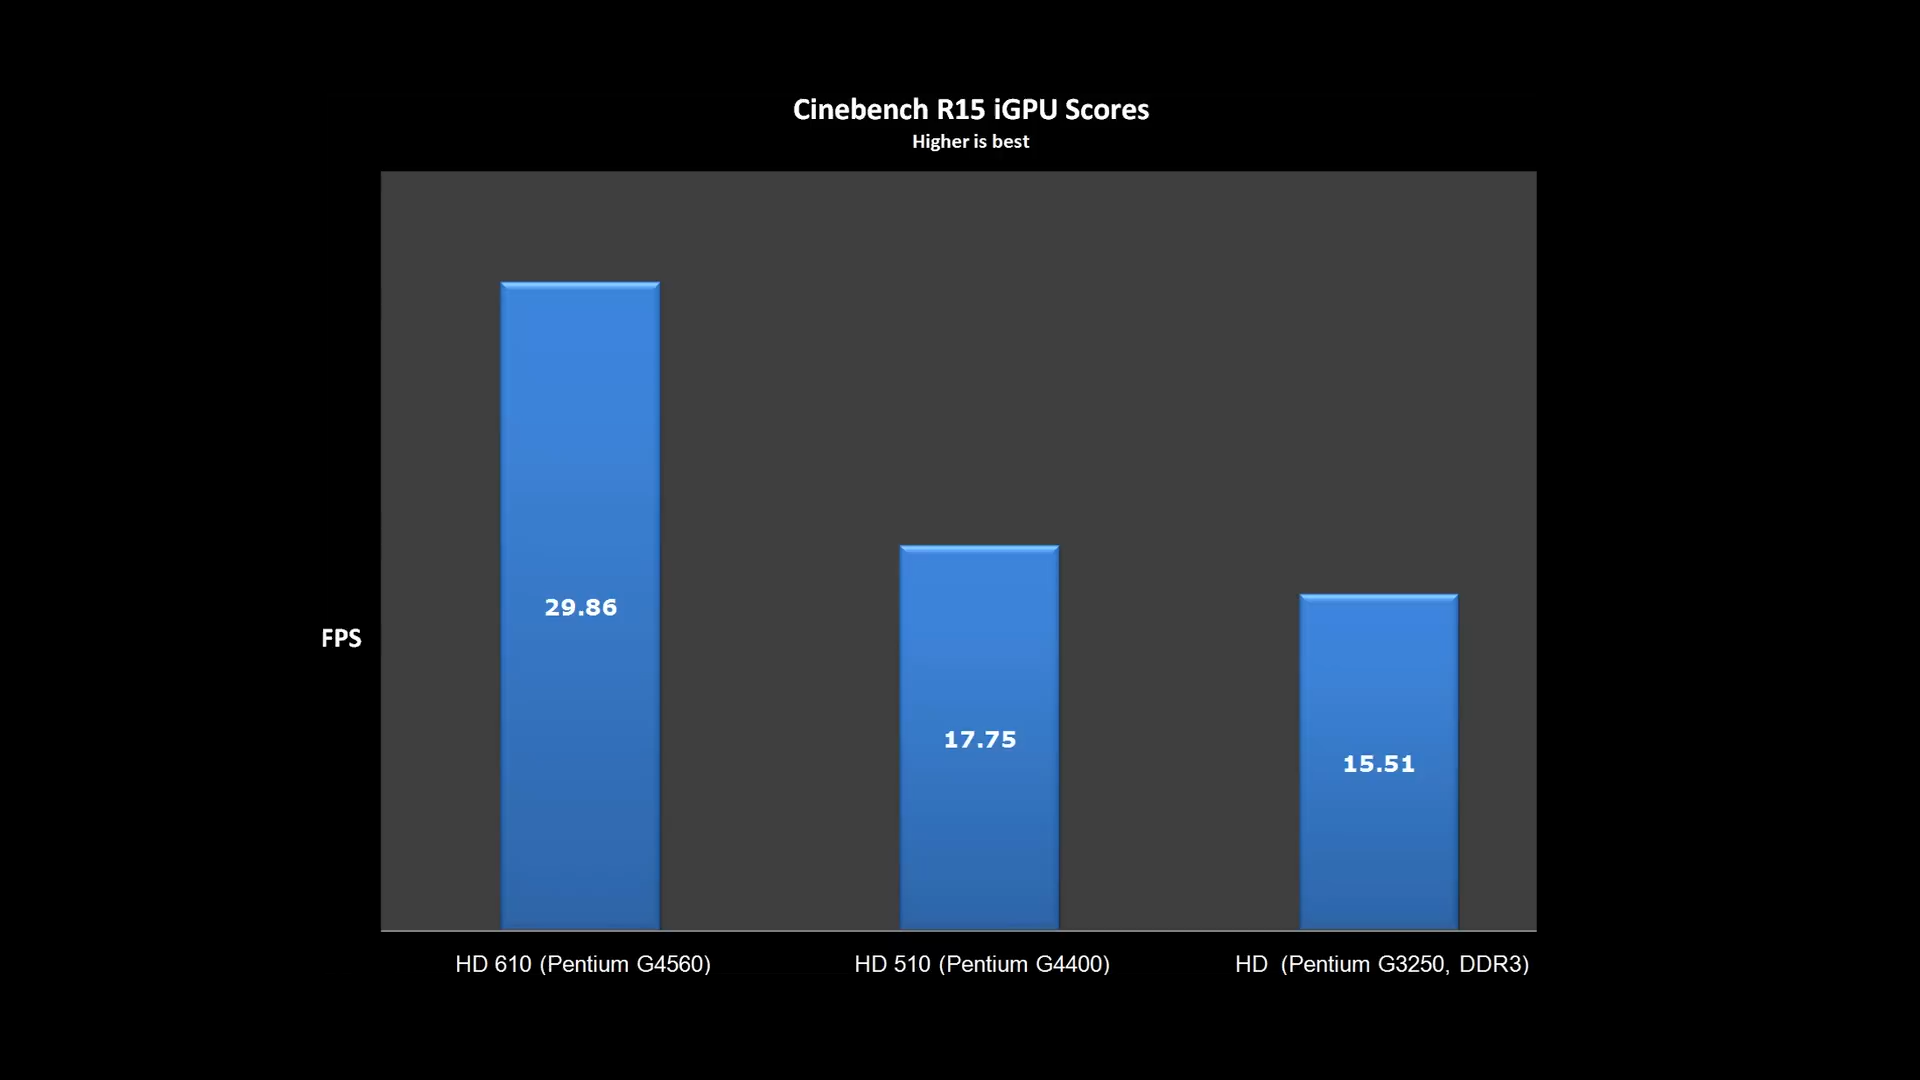 Cinebench R15 iGPU Scores
Higher is best
29.86
17.75
15.51
FPS
HD 610 (Pentium G4560)
HD 510 (Pentium G4400)
HD  (Pentium G3250, DDR3)